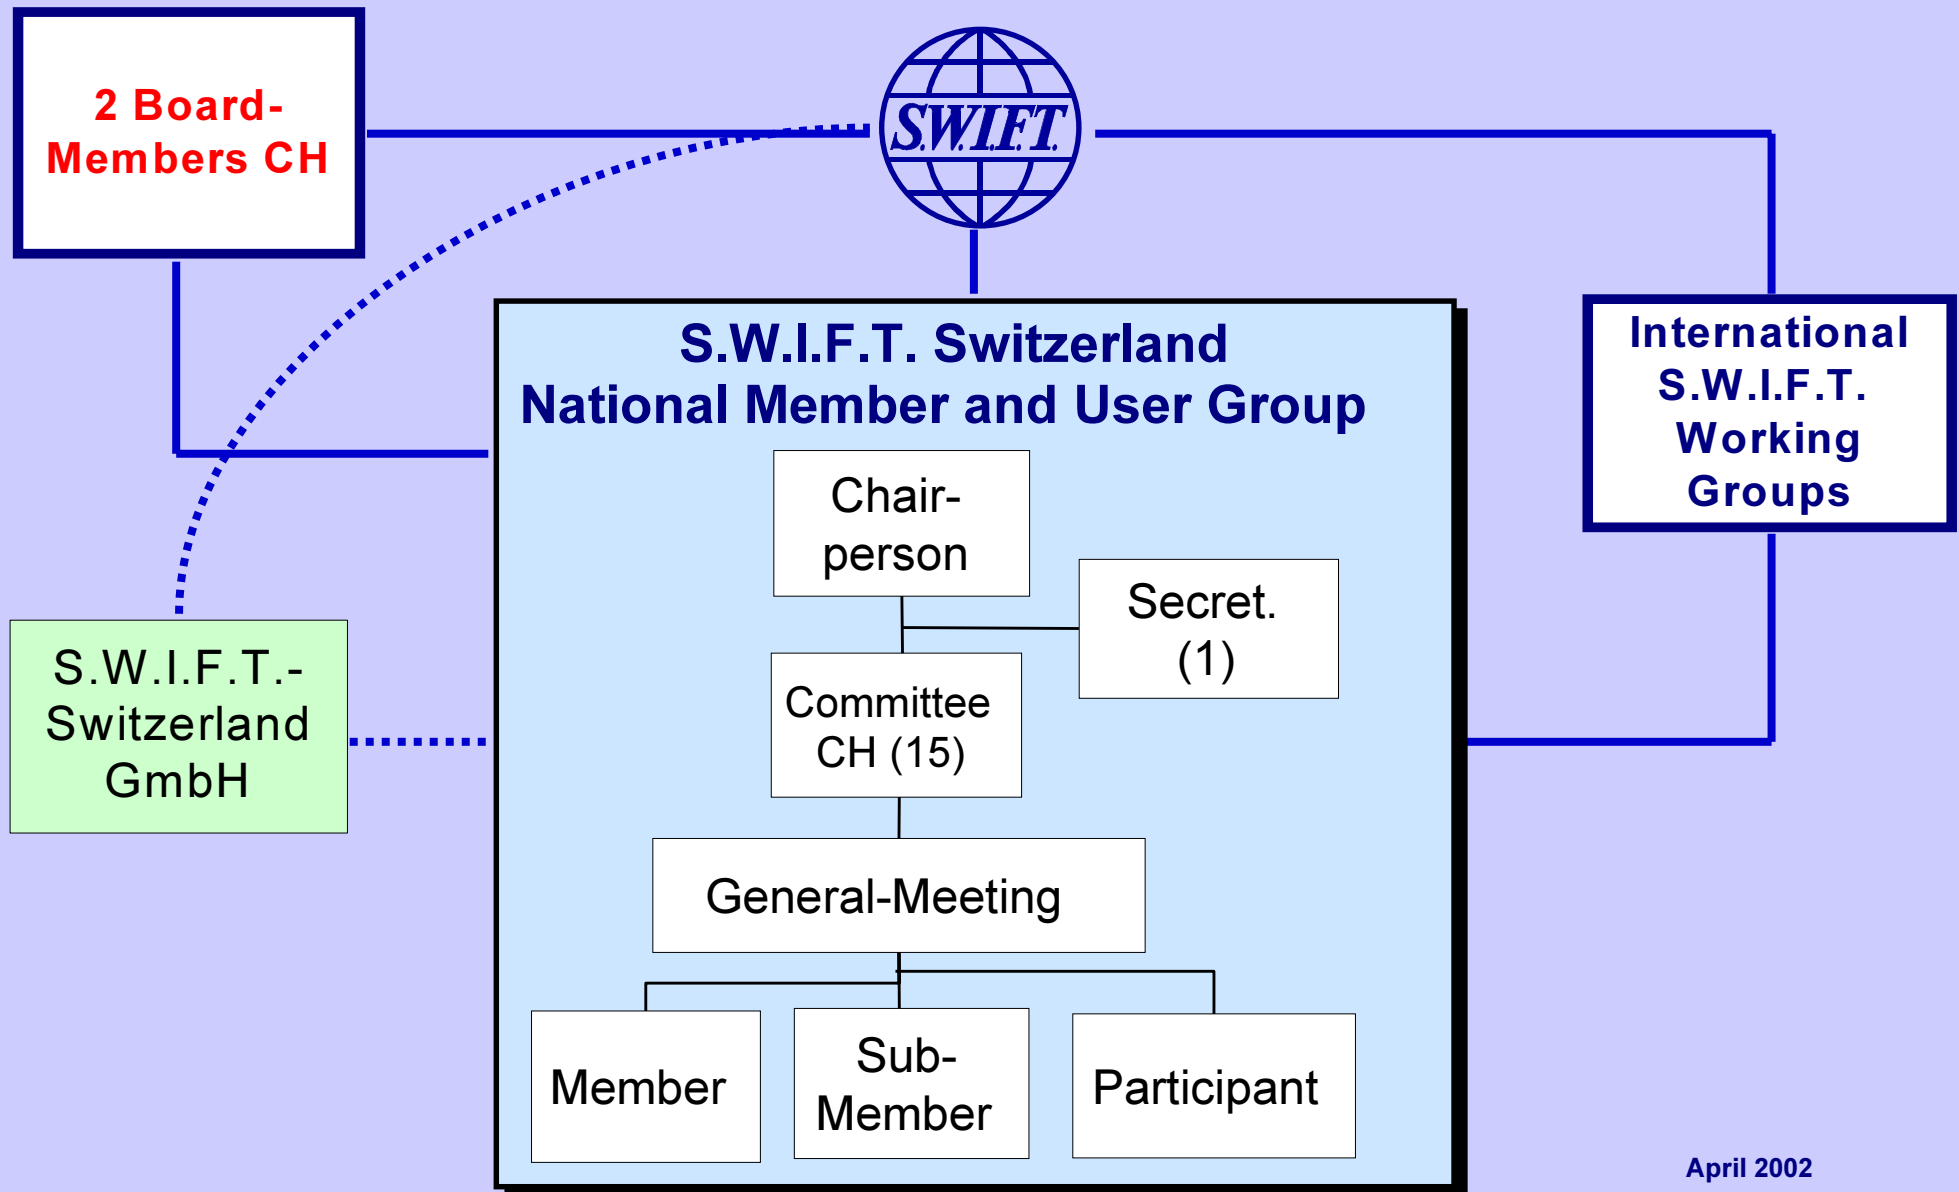 2 Board-
Members CH
S.W.I.F.T.
S.W.I.F.T. Switzerland
National Member and User Group
International
S.W.I.F.T.
Working
Groups
Chair-
person
Secret.
(1)
S.W.I.F.T.-
Switzerland
GmbH
Committee
CH (15)
General-Meeting
Member
Sub-
Member
Participant
April 2002